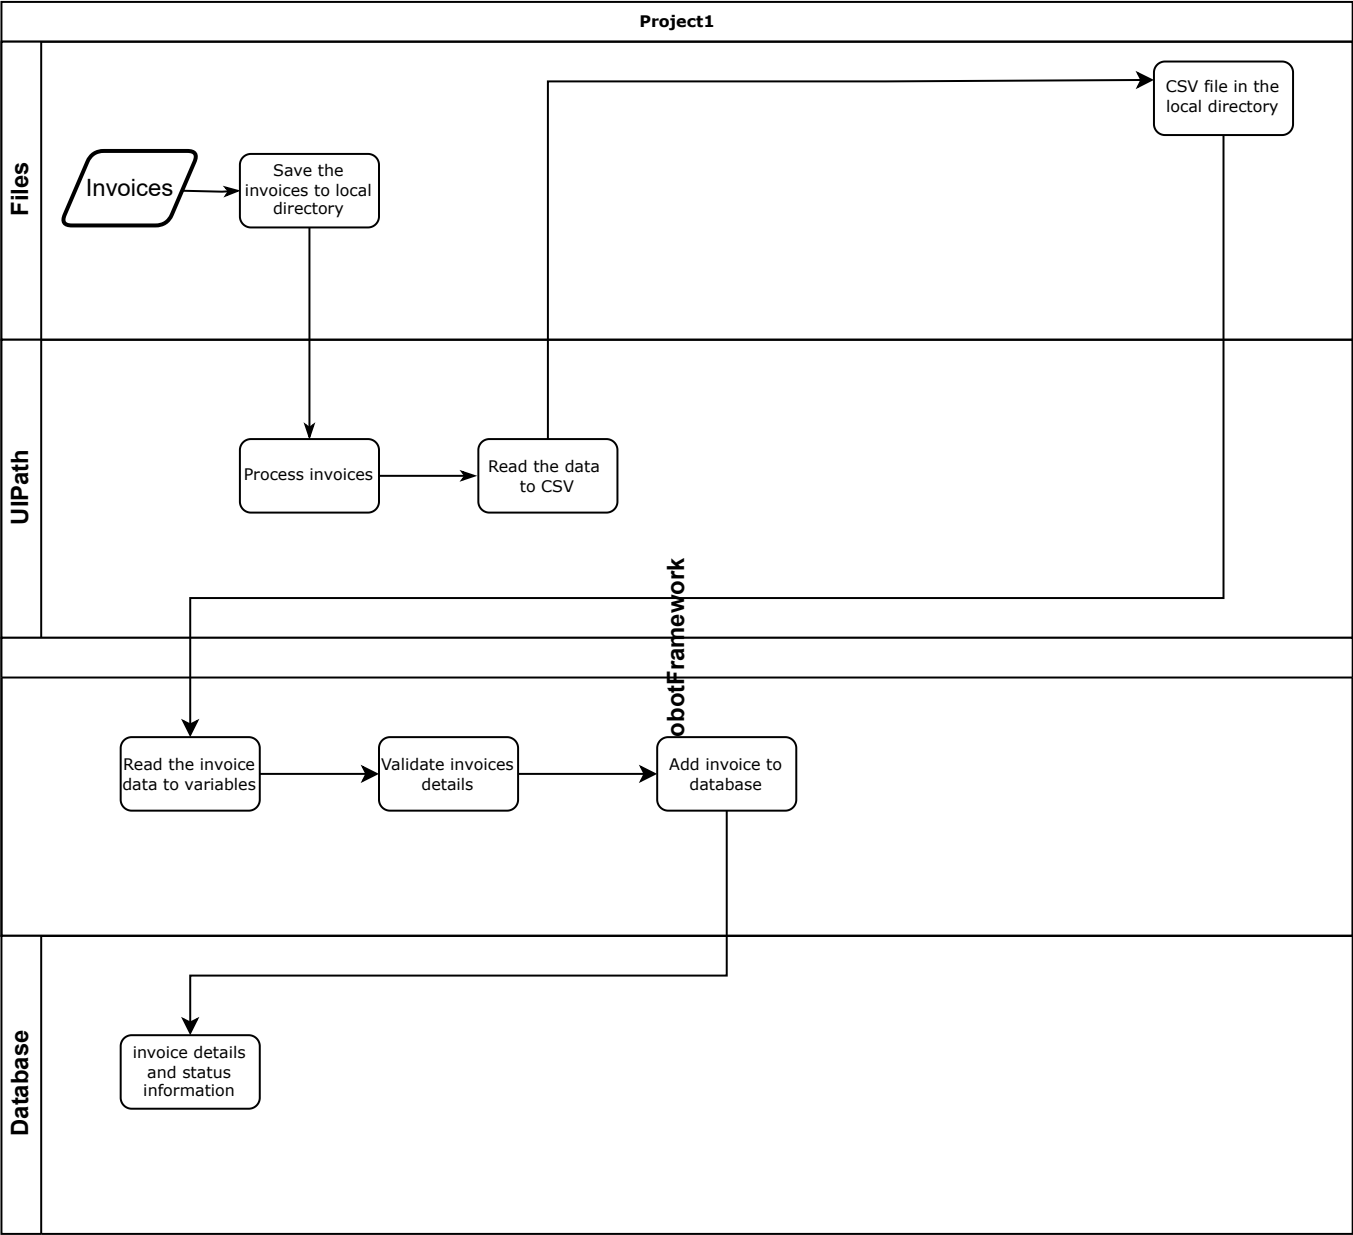 Project1
Files
Invoices
Save the
invoices to local
directory
CSV file in the
local directory
UIPath
Process invoices
Read the data
to CSV
obotFramework
Read the invoice
data to variables
Validate invoices
details
Add invoice to
database
Database
invoice details
and status
information